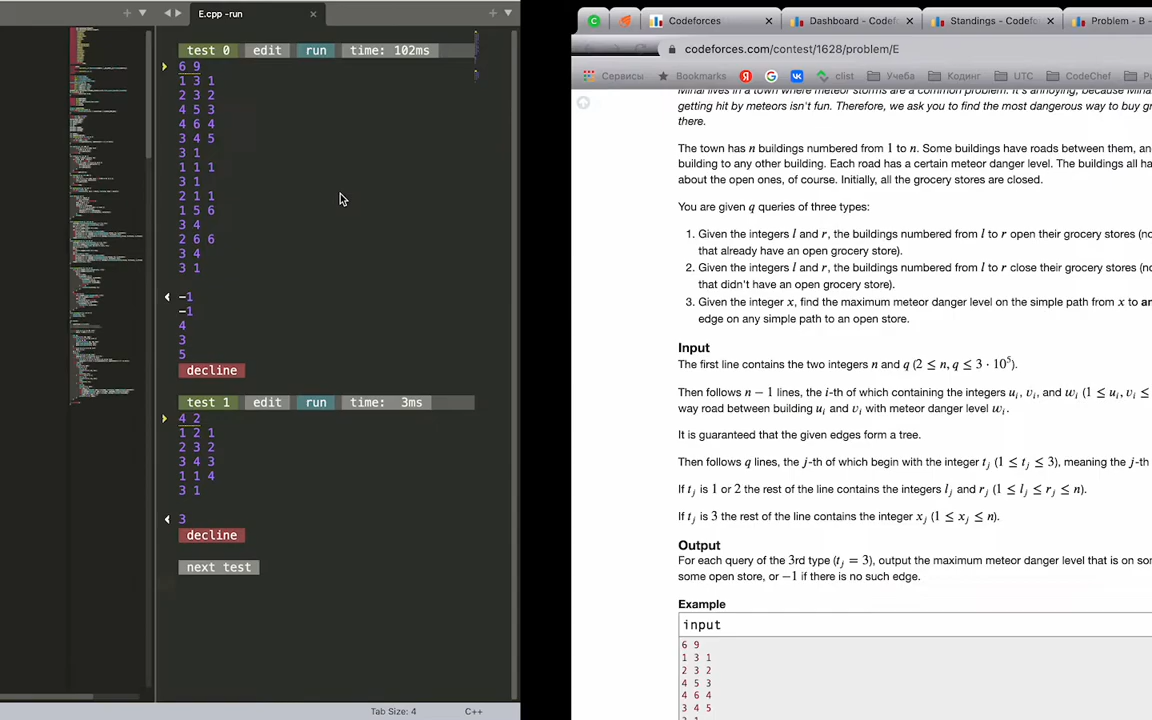 E.cpp -run
test 0 edit run time: 102ms
6 9
1 3 1
2 3 2
4 5 3
4 6 4
3 4 5
3 1
1 1 1
3 1
2 1 1
1 5 6
3 4
2 6 6
3 4
3 1
-1
-1
4
3
5
decline
test 1 edit run time: 3ms
4 2
1 2 1
2 3 2
3 4 3
1 1 4
3 1
3
decline
next test
Tab Size: 4 C++
Codeforces Dashboard - Codef Standings - Codefo Problem - B -
codeforces.com/contest/1628/problem/E
Сервисы Bookmarks clist Учеба Кодинг UTC CodeChef
Mihai lives in a town where meteor storms are a common problem. It's annoying, because Mihai
getting hit by meteors isn't fun. Therefore, we ask you to find the most dangerous way to buy gr
there.
The town has n buildings numbered from 1 to n. Some buildings have roads between them, an
building to any other building. Each road has a certain meteor danger level. The buildings all ha
about the open ones, of course. Initially, all the grocery stores are closed.
You are given q queries of three types:
1. Given the integers l and r, the buildings numbered from l to r open their grocery stores (no
that already have an open grocery store).
2. Given the integers l and r, the buildings numbered from l to r close their grocery stores (no
that didn't have an open grocery store).
3. Given the integer x, find the maximum meteor danger level on the simple path from x to an
edge on any simple path to an open store.
Input
The first line contains the two integers n and q (2 ≤ n, q ≤ 3 · 10⁵).
Then follows n − 1 lines, the i-th of which containing the integers uᵢ, vᵢ, and wᵢ (1 ≤ uᵢ, vᵢ ≤
way road between building uᵢ and vᵢ with meteor danger level wᵢ.
It is guaranteed that the given edges form a tree.
Then follows q lines, the j-th of which begin with the integer tⱼ (1 ≤ tⱼ ≤ 3), meaning the j-th
If tⱼ is 1 or 2 the rest of the line contains the integers lⱼ and rⱼ (1 ≤ lⱼ ≤ rⱼ ≤ n).
If tⱼ is 3 the rest of the line contains the integer xⱼ (1 ≤ xⱼ ≤ n).
Output
For each query of the 3rd type (tⱼ = 3), output the maximum meteor danger level that is on som
some open store, or −1 if there is no such edge.
Example
input
6 9
1 3 1
2 3 2
4 5 3
4 6 4
3 4 5